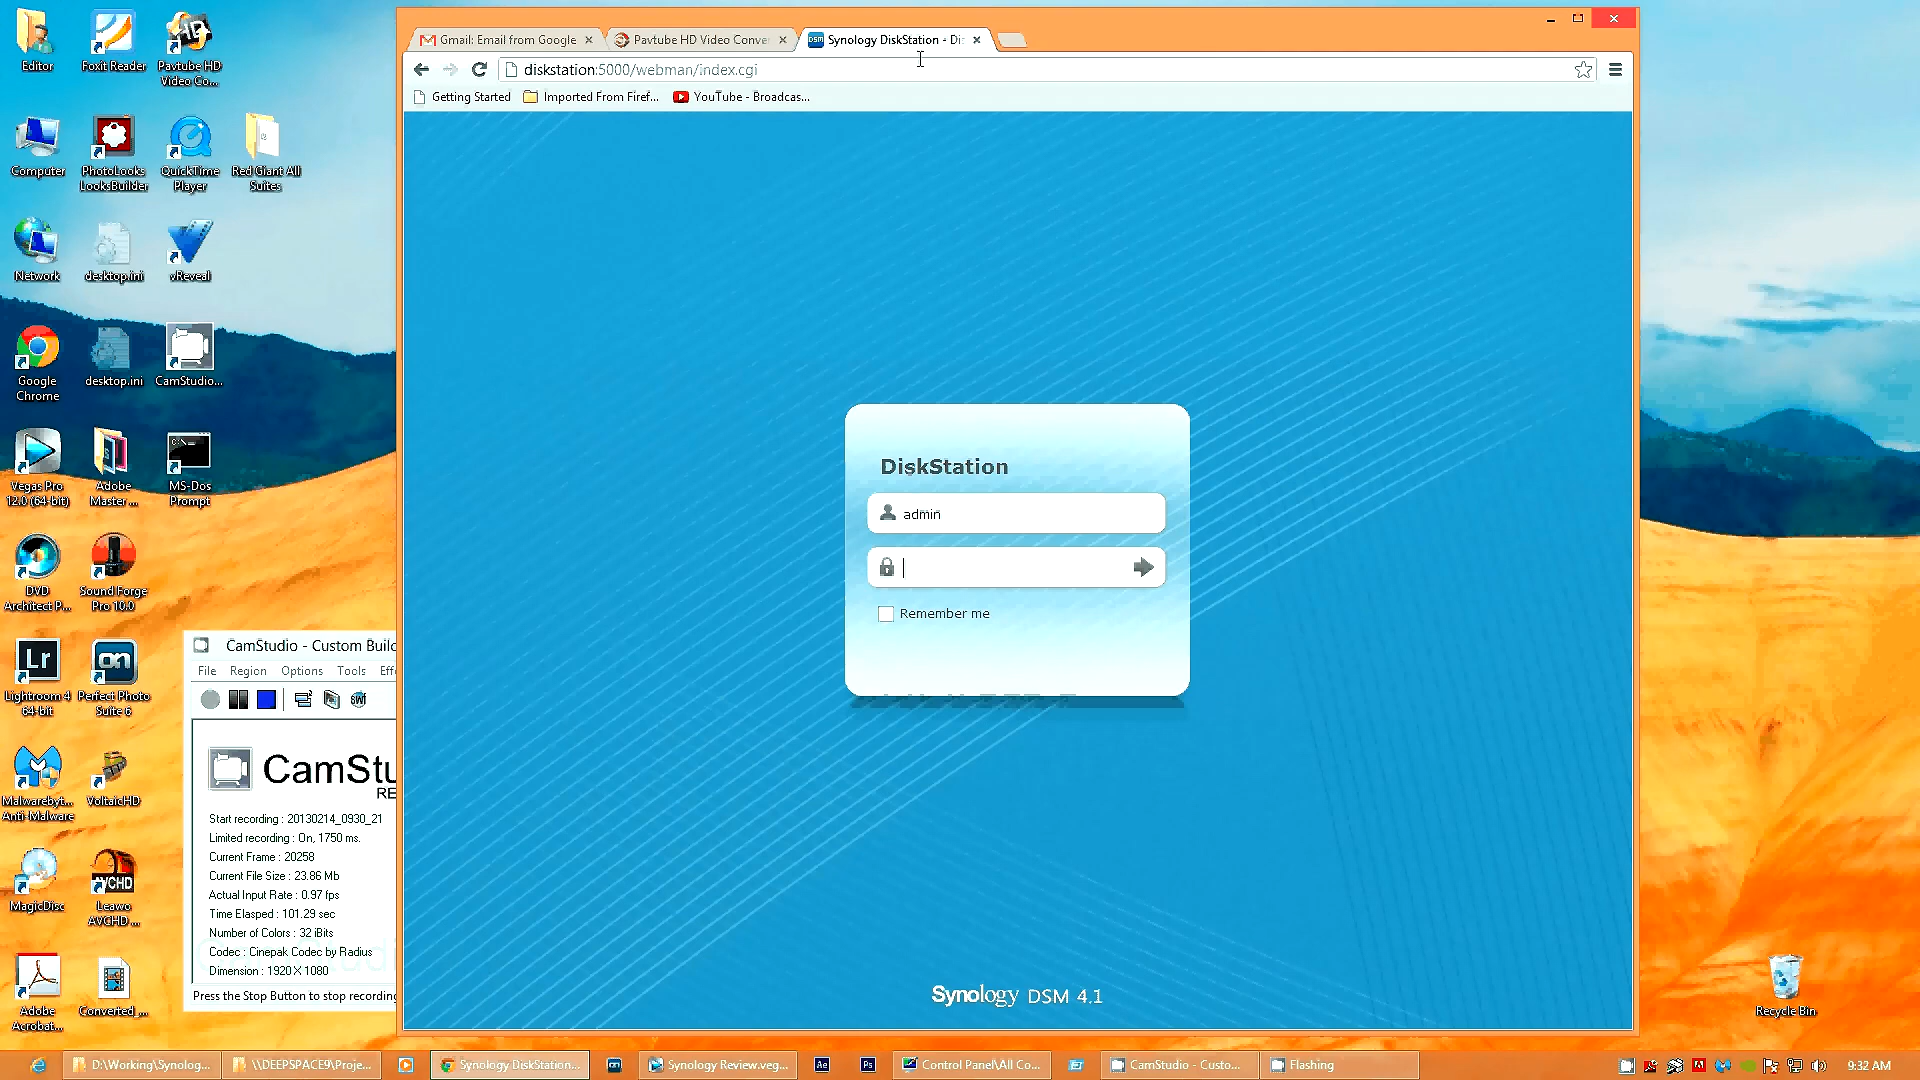 Gmail: Email from Google
Pavtube HD Video Conve
Synology DiskStation - Di
diskstation:5000/webman/index.cgi
Getting Started
Imported From Firef...
YouTube - Broadcas...
Editor
Foxit Reader
Pavtube HD
Video Co...
Computer
PhotoLooks
LooksBuilder
QuickTime
Player
Red Giant All
Suites
Network
desktop.ini
vReveal
Google
Chrome
desktop.ini
CamStudio...
Vegas Pro
12.0 (64-bit)
Adobe
Master ...
MS-Dos
Prompt
DVD
Architect P...
Sound Forge
Pro 10.0
Lightroom 4
64-bit
Perfect Photo
Suite 6
Malwarebyt...
Anti-Malware
VoltaicHD
MagicDisc
Leawo
AVCHD ...
Adobe
Acrobat...
Converted_...
DiskStation
admin
Remember me
Synology DSM 4.1
CamStudio - Custom Build
File Region Options Tools Effe
CamStu
RE
Start recording : 20130214_0930_21
Limited recording : On, 1750 ms.
Current Frame : 20258
Current File Size : 23.86 Mb
Actual Input Rate : 0.97 fps
Time Elasped : 101.29 sec
Number of Colors : 32 iBits
Codec : Cinepak Codec by Radius
Dimension : 1920 X 1080
Press the Stop Button to stop recording
Recycle Bin
D:\Working\Synolog...
\\DEEPSPACE9\Proje...
Synology DiskStation...
Synology Review.veg...
Control Panel\All Co...
CamStudio - Custo...
Flashing
9:32 AM